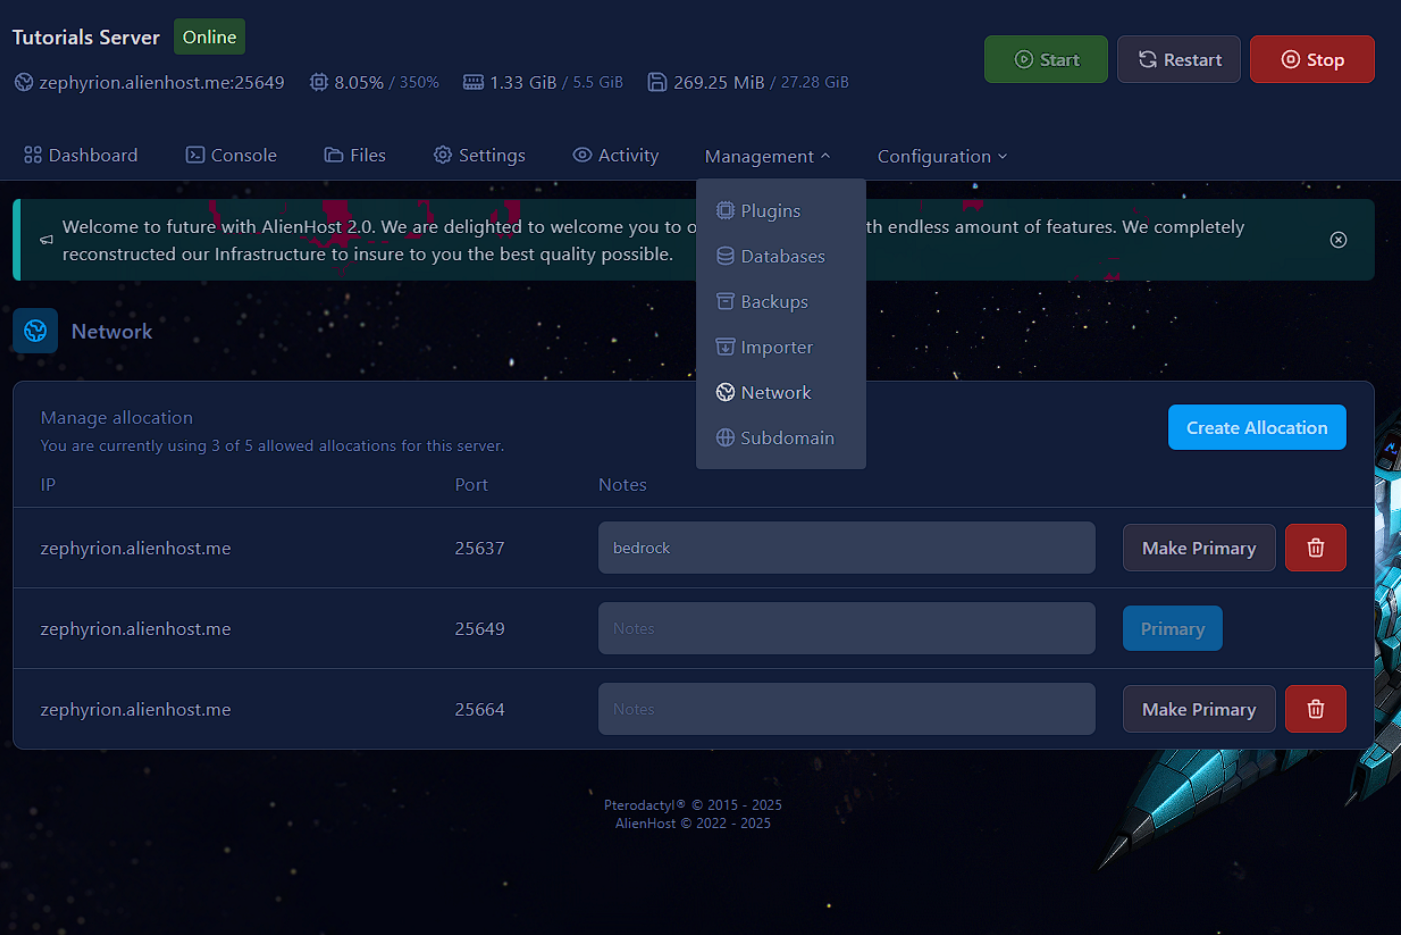 Tutorials Server Online
zephyrion.alienhost.me:25649 8.05% / 350% 1.33 GiB / 5.5 GiB 269.25 MiB / 27.28 GiB
Start Restart Stop
Dashboard Console Files Settings Activity Management Configuration
Plugins
Databases
Backups
Importer
Network
Subdomain
Welcome to future with AlienHost 2.0. We are delighted to welcome you to o th endless amount of features. We completely
reconstructed our Infrastructure to insure to you the best quality possible.
Network
Manage allocation
You are currently using 3 of 5 allowed allocations for this server.
Create Allocation
IP Port Notes
zephyrion.alienhost.me 25637 bedrock Make Primary
zephyrion.alienhost.me 25649 Notes Primary
zephyrion.alienhost.me 25664 Notes Make Primary
Pterodactyl® © 2015 - 2025
AlienHost © 2022 - 2025